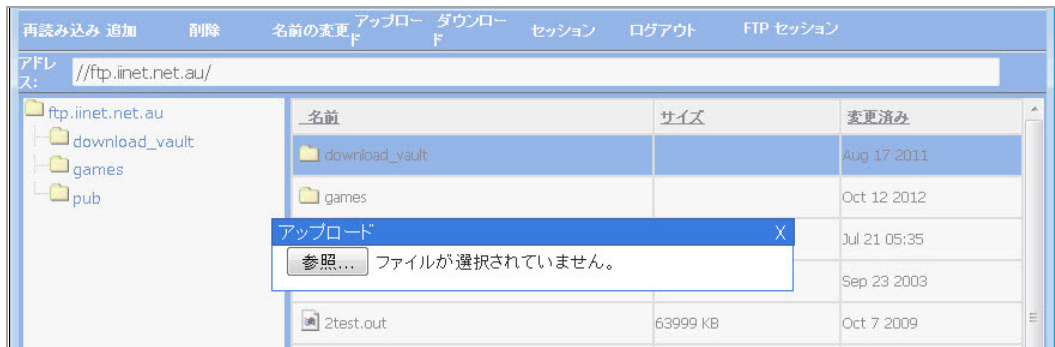 再読み込み 追加 削除 名前の変更 アップロード ダウンロード セッション ログアウト FTP セッション
アドレス: //ftp.iinet.net.au/
ftp.iinet.net.au
download_vault
games
pub
名前 サイズ 変更済み
download_vault Aug 17 2011
games Oct 12 2012
Jul 21 05:35
アップロード X
参照... ファイルが選択されていません。
Sep 23 2003
2test.out 63999 KB Oct 7 2009